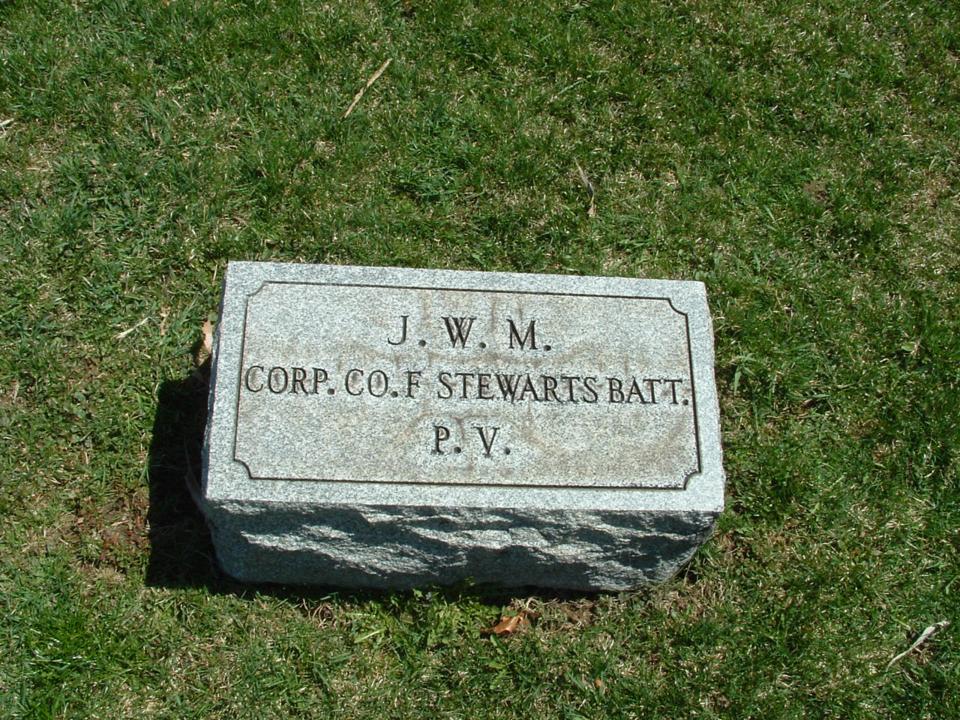 J. W. M.
CORP. CO. F STEWARTS BATT.
P. V.